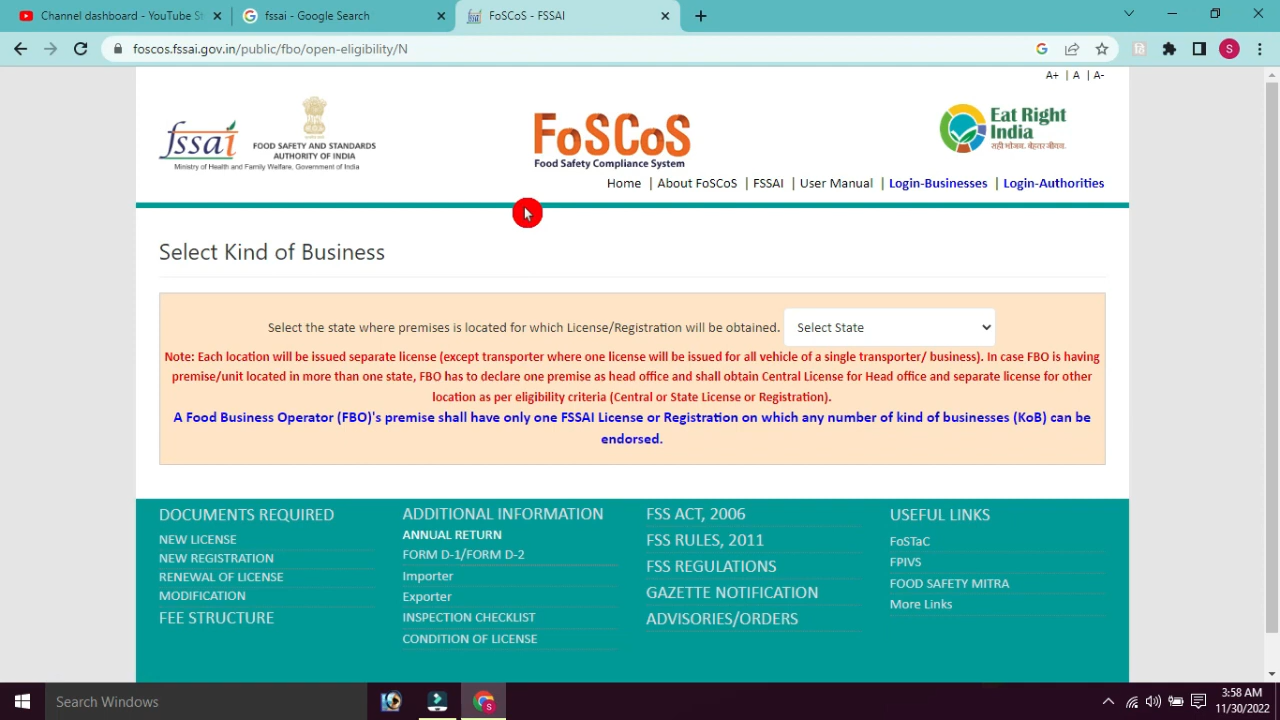 Channel dashboard - YouTube St
FoSCoS - FSSAI
foscos.fssai.gov.in/public/fbo/open-eligibility/N
S
A+ | A | A-
fssai
FOOD SAFETY AND STANDARDS
AUTHORITY OF INDIA
Ministry of Health and Family Welfare, Government of India
FoSCoS
Food Safety Compliance System
Eat Right
India
सही भोजन. बेहतर जीवन.
Home | About FoSCoS | FSSAI | User Manual | Login-Businesses | Login-Authorities
Select Kind of Business
Select the state where premises is located for which License/Registration will be obtained. Select State
Note: Each location will be issued separate license (except transporter where one license will be issued for all vehicle of a single transporter/ business). In case FBO is having
premise/unit located in more than one state, FBO has to declare one premise as head office and shall obtain Central License for Head office and separate license for other
location as per eligibility criteria (Central or State License or Registration).
A Food Business Operator (FBO)'s premise shall have only one FSSAI License or Registration on which any number of kind of businesses (KoB) can be
endorsed.
DOCUMENTS REQUIRED
NEW LICENSE
NEW REGISTRATION
RENEWAL OF LICENSE
MODIFICATION
FEE STRUCTURE
ADDITIONAL INFORMATION
ANNUAL RETURN
FORM D-1/FORM D-2
Importer
Exporter
INSPECTION CHECKLIST
CONDITION OF LICENSE
FSS ACT, 2006
FSS RULES, 2011
FSS REGULATIONS
GAZETTE NOTIFICATION
ADVISORIES/ORDERS
USEFUL LINKS
FoSTaC
FPIVS
FOOD SAFETY MITRA
More Links
Search Windows
3:58 AM
11/30/2022